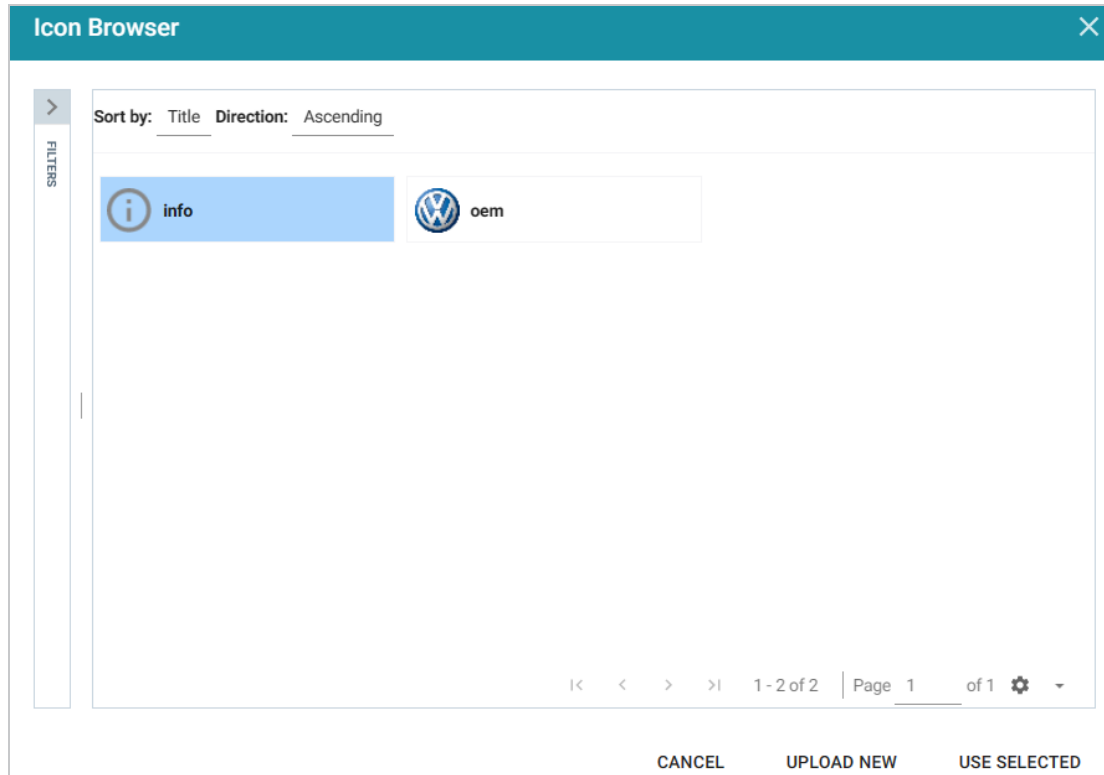 Icon Browser
FILTERS
Sort by: Title Direction: Ascending
info
oem
1 - 2 of 2 Page 1 of 1
CANCEL UPLOAD NEW USE SELECTED